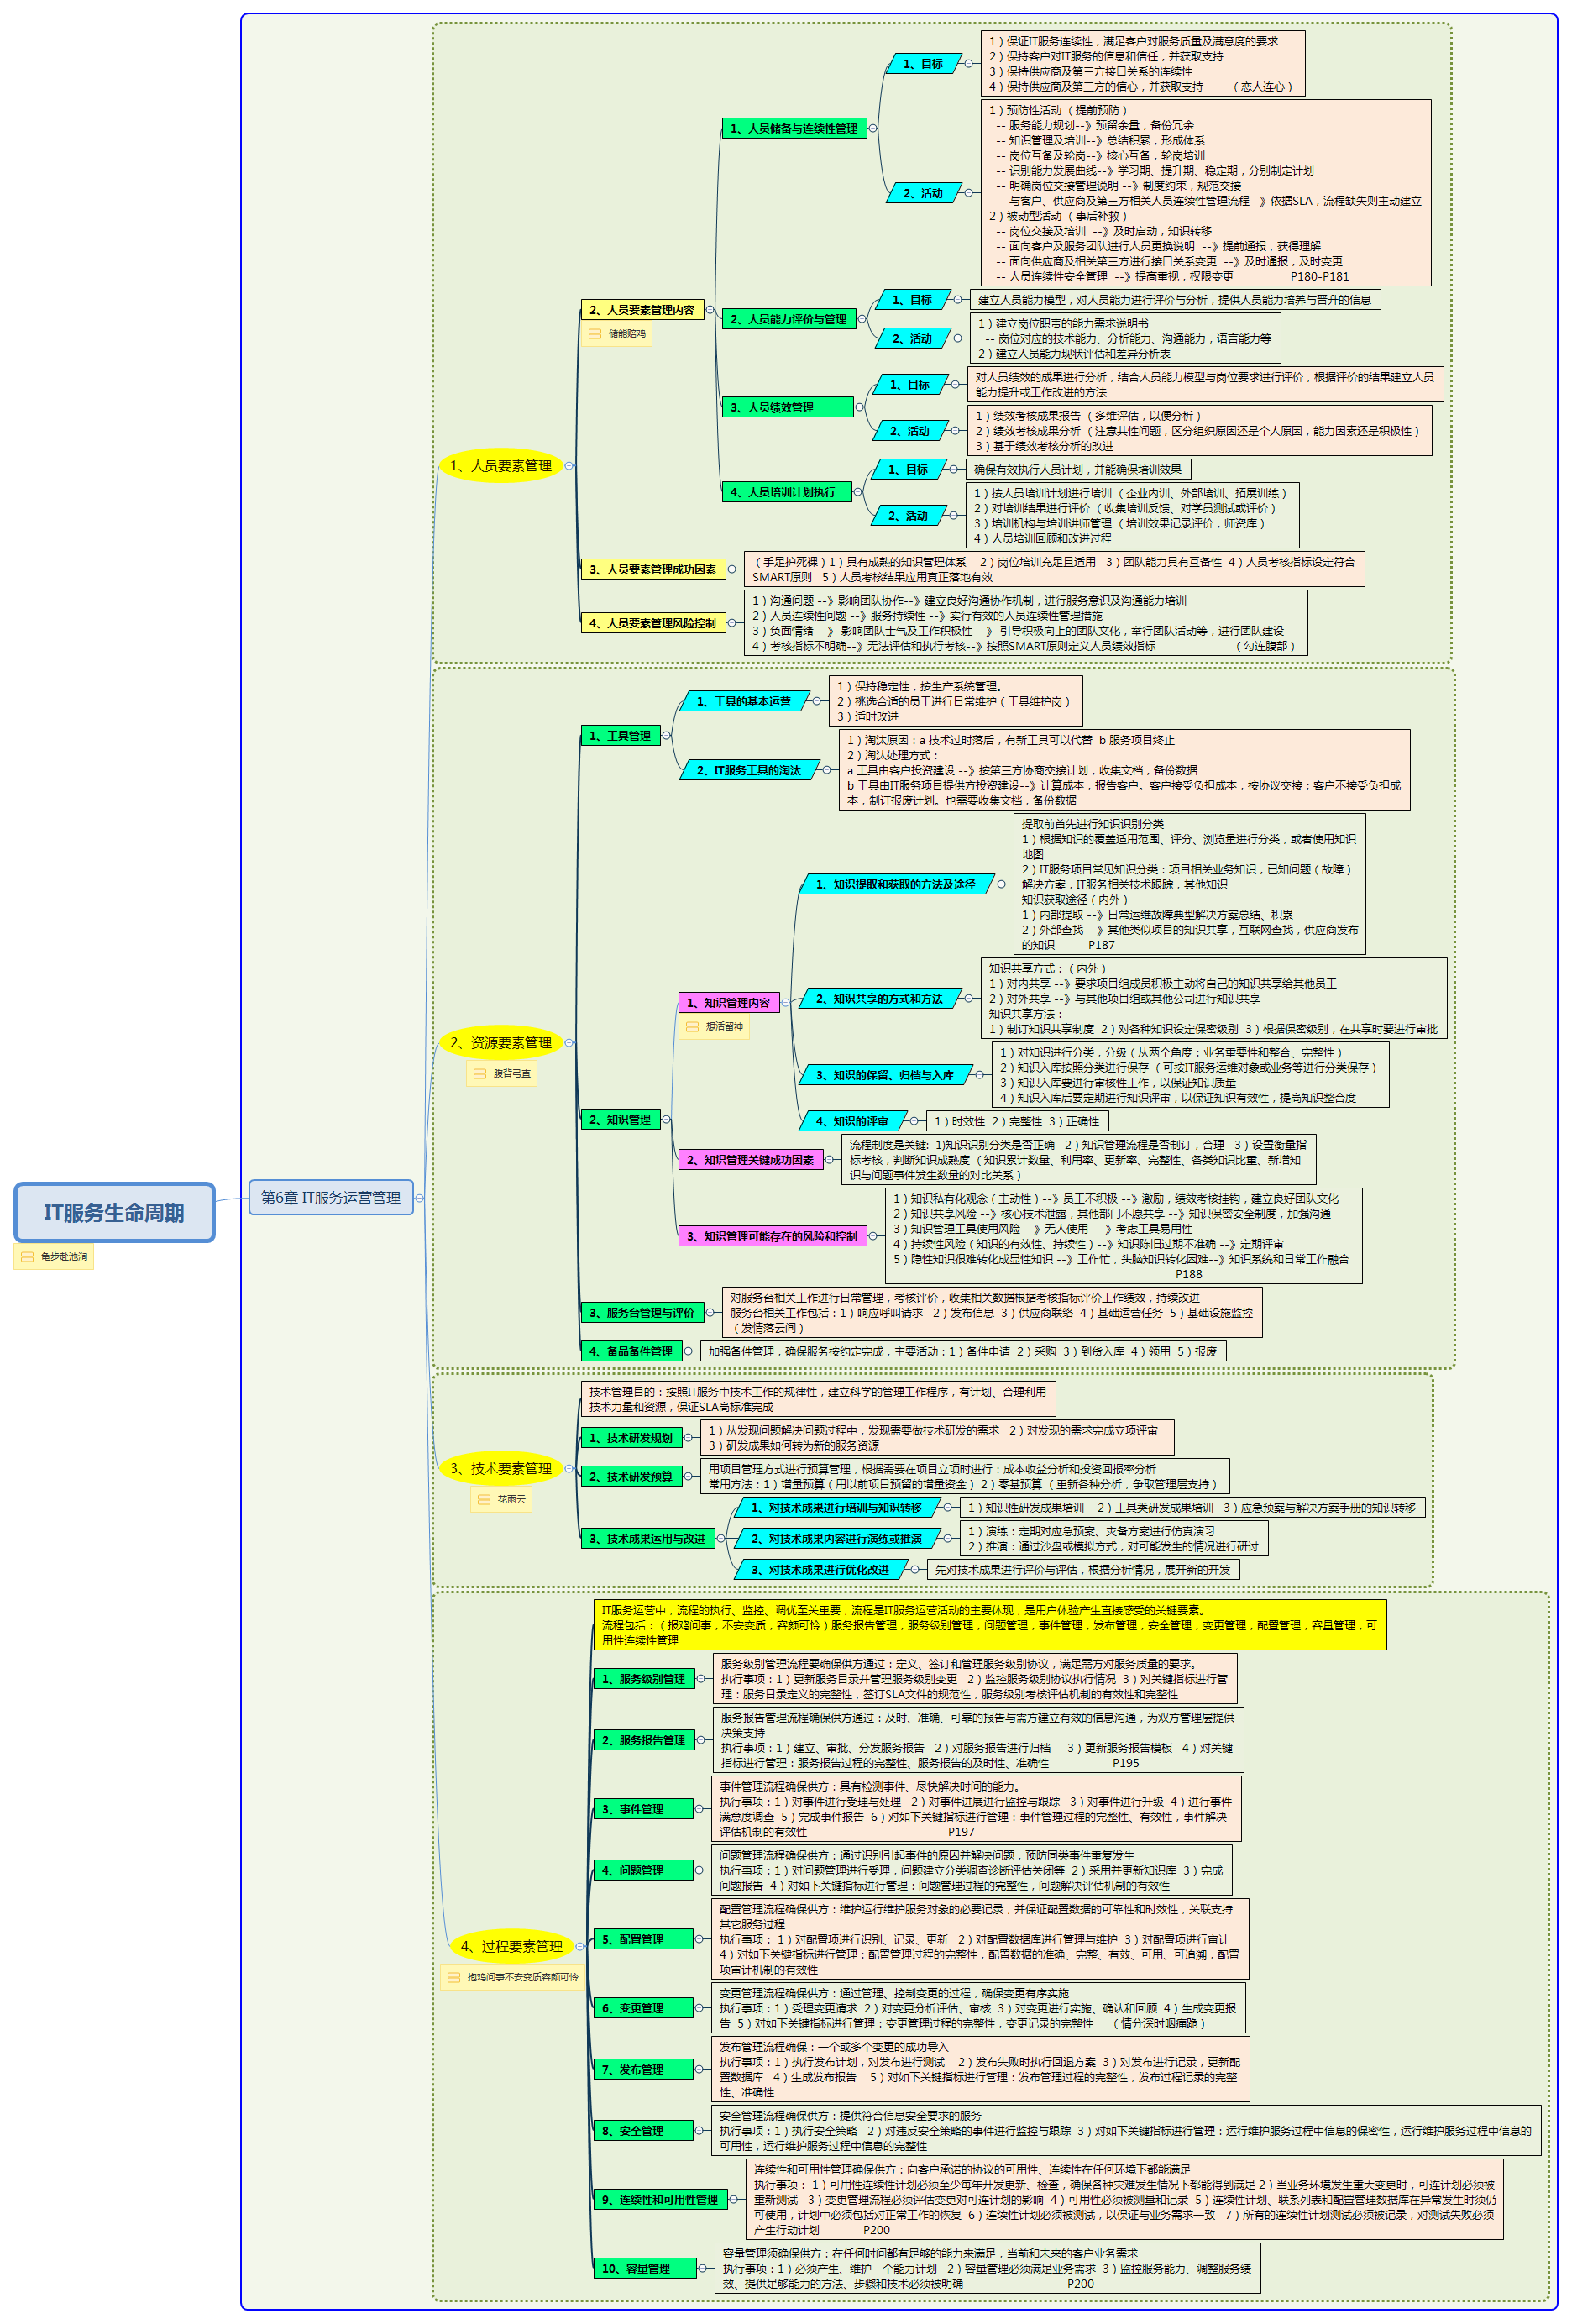 IT服务生命周期
龟步赴池涧
第6章 IT服务运营管理
1、人员要素管理
2、人员要素管理内容
储能赔鸡
1、人员储备与连续性管理
1、目标
1）保证IT服务连续性，满足客户对服务质量及满意度的要求
2）保持客户对IT服务的信息和信任，并获取支持
3）保持供应商及第三方接口关系的连续性
4）保持供应商及第三方的信心，并获取支持 （恋人连心）
2、活动
1）预防性活动（提前预防）
-- 服务能力规划--》预留余量，备份冗余
-- 知识管理及培训--》总结积累，形成体系
-- 岗位互备及轮岗--》核心互备，轮岗培训
-- 识别能力发展曲线--》学习期、提升期、稳定期，分别制定计划
-- 明确岗位交接管理说明 --》制度约束，规范交接
-- 与客户、供应商及第三方相关人员连续性管理流程--》依据SLA，流程缺失则主动建立
2）被动型活动（事后补救）
-- 岗位交接及培训 --》及时启动，知识转移
-- 面向客户及服务团队进行人员更换说明 --》提前通报，获得理解
-- 面向供应商及相关第三方进行接口关系变更 --》及时通报，及时变更
-- 人员连续性安全管理 --》提高重视，权限变更 P180-P181
2、人员能力评价与管理
1、目标
建立人员能力模型，对人员能力进行评价与分析，提供人员能力培养与晋升的信息
2、活动
1）建立岗位职责的能力需求说明书
-- 岗位对应的技术能力、分析能力、沟通能力，语言能力等
2）建立人员能力现状评估和差异分析表
3、人员绩效管理
1、目标
对人员绩效的成果进行分析，结合人员能力模型与岗位要求进行评价，根据评价的结果建立人员
能力提升或工作改进的方法
2、活动
1）绩效考核成果报告（多维评估，以便分析）
2）绩效考核成果分析（注意共性问题，区分组织原因还是个人原因，能力因素还是积极性）
3）基于绩效考核分析的改进
4、人员培训计划执行
1、目标
确保有效执行人员计划，并能确保培训效果
2、活动
1）按人员培训计划进行培训（企业内训、外部培训、拓展训练）
2）对培训结果进行评价（收集培训反馈、对学员测试或评价）
3）培训机构与培训讲师管理（培训效果记录评价，师资库）
4）人员培训回顾和改进过程
3、人员要素管理成功因素
（手足护死裸）1）具有成熟的知识管理体系 2）岗位培训充足且适用 3）团队能力具有互备性 4）人员考核指标设定符合
SMART原则 5）人员考核结果应用真正落地有效
4、人员要素管理风险控制
1）沟通问题 --》影响团队协作--》建立良好沟通协作机制，进行服务意识及沟通能力培训
2）人员连续性问题 --》服务持续性 --》实行有效的人员连续性管理措施
3）负面情绪 --》 影响团队士气及工作积极性 --》 引导积极向上的团队文化，举行团队活动等，进行团队建设
4）考核指标不明确--》无法评估和执行考核--》按照SMART原则定义人员绩效指标 （勾连腹部）
2、资源要素管理
腹背弓直
1、工具管理
1、工具的基本运营
1）保持稳定性，按生产系统管理。
2）挑选合适的员工进行日常维护（工具维护岗）
3）适时改进
2、IT服务工具的淘汰
1）淘汰原因：a 技术过时落后，有新工具可以代替 b 服务项目终止
2）淘汰处理方式：
a 工具由客户投资建设 --》按第三方协商交接计划，收集文档，备份数据
b 工具由IT服务项目提供方投资建设--》计算成本，报告客户。客户接受负担成本，按协议交接；客户不接受负担成
本，制订报废计划。也需要收集文档，备份数据
2、知识管理
1、知识管理内容
想活留神
1、知识提取和获取的方法及途径
提取前首先进行知识识别分类
1）根据知识的覆盖适用范围、评分、浏览量进行分类，或者使用知识
地图
2）IT服务项目常见知识分类：项目相关业务知识，已知问题（故障）
解决方案，IT服务相关技术跟踪，其他知识
知识获取途径（内外）
1）内部提取 --》日常运维故障典型解决方案总结、积累
2）外部查找 --》其他类似项目的知识共享，互联网查找，供应商发布
的知识 P187
2、知识共享的方式和方法
知识共享方式：（内外）
1）对内共享 --》要求项目组成员积极主动将自己的知识共享给其他员工
2）对外共享 --》与其他项目组或其他公司进行知识共享
知识共享方法：
1）制订知识共享制度 2）对各种知识设定保密级别 3）根据保密级别，在共享时要进行审批
3、知识的保留、归档与入库
1）对知识进行分类，分级（从两个角度：业务重要性和整合、完整性）
2）知识入库按照分类进行保存（可按IT服务运维对象或业务等进行分类保存）
3）知识入库要进行审核性工作，以保证知识质量
4）知识入库后要定期进行知识评审，以保证知识有效性，提高知识整合度
4、知识的评审
1）时效性 2）完整性 3）正确性
2、知识管理关键成功因素
流程制度是关键: 1)知识识别分类是否正确 2）知识管理流程是否制订，合理 3）设置衡量指
标考核，判断知识成熟度（知识累计数量、利用率、更新率、完整性、各类知识比重、新增知
识与问题事件发生数量的对比关系）
3、知识管理可能存在的风险和控制
1）知识私有化观念（主动性）--》员工不积极 --》激励，绩效考核挂钩，建立良好团队文化
2）知识共享风险 --》核心技术泄露，其他部门不愿共享 --》知识保密安全制度，加强沟通
3）知识管理工具使用风险 --》无人使用 --》考虑工具易用性
4）持续性风险（知识的有效性、持续性）--》知识陈旧过期不准确 --》定期评审
5）隐性知识很难转化成显性知识 --》工作忙，头脑知识转化困难--》知识系统和日常工作融合
P188
3、服务台管理与评价
对服务台相关工作进行日常管理，考核评价，收集相关数据根据考核指标评价工作绩效，持续改进
服务台相关工作包括：1）响应呼叫请求 2）发布信息 3）供应商联络 4）基础运营任务 5）基础设施监控
（发情落云间）
4、备品备件管理
加强备件管理，确保服务按约定完成，主要活动：1）备件申请 2）采购 3）到货入库 4）领用 5）报废
3、技术要素管理
花雨云
技术管理目的：按照IT服务中技术工作的规律性，建立科学的管理工作程序，有计划、合理利用
技术力量和资源，保证SLA高标准完成
1、技术研发规划
1）从发现问题解决问题过程中，发现需要做技术研发的需求 2）对发现的需求完成立项评审
3）研发成果如何转为新的服务资源
2、技术研发预算
用项目管理方式进行预算管理，根据需要在项目立项时进行：成本收益分析和投资回报率分析
常用方法：1）增量预算（用以前项目预留的增量资金） 2）零基预算（重新各种分析，争取管理层支持）
3、技术成果运用与改进
1、对技术成果进行培训与知识转移
1）知识性研发成果培训 2）工具类研发成果培训 3）应急预案与解决方案手册的知识转移
2、对技术成果内容进行演练或推演
1）演练：定期对应急预案、灾备方案进行仿真演习
2）推演：通过沙盘或模拟方式，对可能发生的情况进行研讨
3、对技术成果进行优化改进
先对技术成果进行评价与评估，根据分析情况，展开新的开发
4、过程要素管理
抱鸡问事不安变质容颜可怜
IT服务运营中，流程的执行、监控、调优至关重要，流程是IT服务运营活动的主要体现，是用户体验产生直接感受的关键要素。
流程包括：（报鸡问事，不安变质，容颜可怜）服务报告管理，服务级别管理，问题管理，事件管理，发布管理，安全管理，变更管理，配置管理，容量管理，可
用性连续性管理
1、服务级别管理
服务级别管理流程要确保供方通过：定义、签订和管理服务级别协议，满足需方对服务质量的要求。
执行事项：1）更新服务目录并管理服务级别变更 2）监控服务级别协议执行情况 3）对关键指标进行管
理：服务目录定义的完整性，签订SLA文件的规范性，服务级别考核评估机制的有效性和完整性
2、服务报告管理
服务报告管理流程确保供方通过：及时、准确、可靠的报告与需方建立有效的信息沟通，为双方管理层提供
决策支持
执行事项：1）建立、审批、分发服务报告 2）对服务报告进行归档 3）更新服务报告模板 4）对关键
指标进行管理：服务报告过程的完整性、服务报告的及时性、准确性 P195
3、事件管理
事件管理流程确保供方：具有检测事件、尽快解决时间的能力。
执行事项：1）对事件进行受理与处理 2）对事件进展进行监控与跟踪 3）对事件进行升级 4）进行事件
满意度调查 5）完成事件报告 6）对如下关键指标进行管理：事件管理过程的完整性、有效性，事件解决
评估机制的有效性 P197
4、问题管理
问题管理流程确保供方：通过识别引起事件的原因并解决问题，预防同类事件重复发生
执行事项：1）对问题管理进行受理，问题建立分类调查诊断评估关闭等 2）采用并更新知识库 3）完成
问题报告 4）对如下关键指标进行管理：问题管理过程的完整性，问题解决评估机制的有效性
5、配置管理
配置管理流程确保供方：维护运行维护服务对象的必要记录，并保证配置数据的可靠性和时效性，关联支持
其它服务过程
执行事项： 1）对配置项进行识别、记录、更新 2）对配置数据库进行管理与维护 3）对配置项进行审计
4）对如下关键指标进行管理：配置管理过程的完整性，配置数据的准确、完整、有效、可用、可追溯，配置
项审计机制的有效性
6、变更管理
变更管理流程确保供方：通过管理、控制变更的过程，确保变更有序实施
执行事项：1）受理变更请求 2）对变更分析评估、审核 3）对变更进行实施、确认和回顾 4）生成变更报
告 5）对如下关键指标进行管理：变更管理过程的完整性，变更记录的完整性 （情分深时咽痛跪）
7、发布管理
发布管理流程确保：一个或多个变更的成功导入
执行事项：1）执行发布计划，对发布进行测试 2）发布失败时执行回退方案 3）对发布进行记录，更新配
置数据库 4）生成发布报告 5）对如下关键指标进行管理：发布管理过程的完整性，发布过程记录的完整
性、准确性
8、安全管理
安全管理流程确保供方：提供符合信息安全要求的服务
执行事项：1）执行安全策略 2）对违反安全策略的事件进行监控与跟踪 3）对如下关键指标进行管理：运行维护服务过程中信息的保密性，运行维护服务过程中信息的
可用性，运行维护服务过程中信息的完整性
9、连续性和可用性管理
连续性和可用性管理确保供方：向客户承诺的协议的可用性、连续性在任何环境下都能满足
执行事项： 1）可用性连续性计划必须至少每年开发更新、检查，确保各种灾难发生情况下都能得到满足 2）当业务环境发生重大变更时，可连计划必须被
重新测试 3）变更管理流程必须评估变更对可连计划的影响 4）可用性必须被测量和记录 5）连续性计划、联系列表和配置管理数据库在异常发生时须仍
可使用，计划中必须包括对正常工作的恢复 6）连续性计划必须被测试，以保证与业务需求一致 7）所有的连续性计划测试必须被记录，对测试失败必须
产生行动计划 P200
10、容量管理
容量管理须确保供方：在任何时间都有足够的能力来满足，当前和未来的客户业务需求
执行事项：1）必须产生、维护一个能力计划 2）容量管理必须满足业务需求 3）监控服务能力、调整服务绩
效、提供足够能力的方法、步骤和技术必须被明确 P200